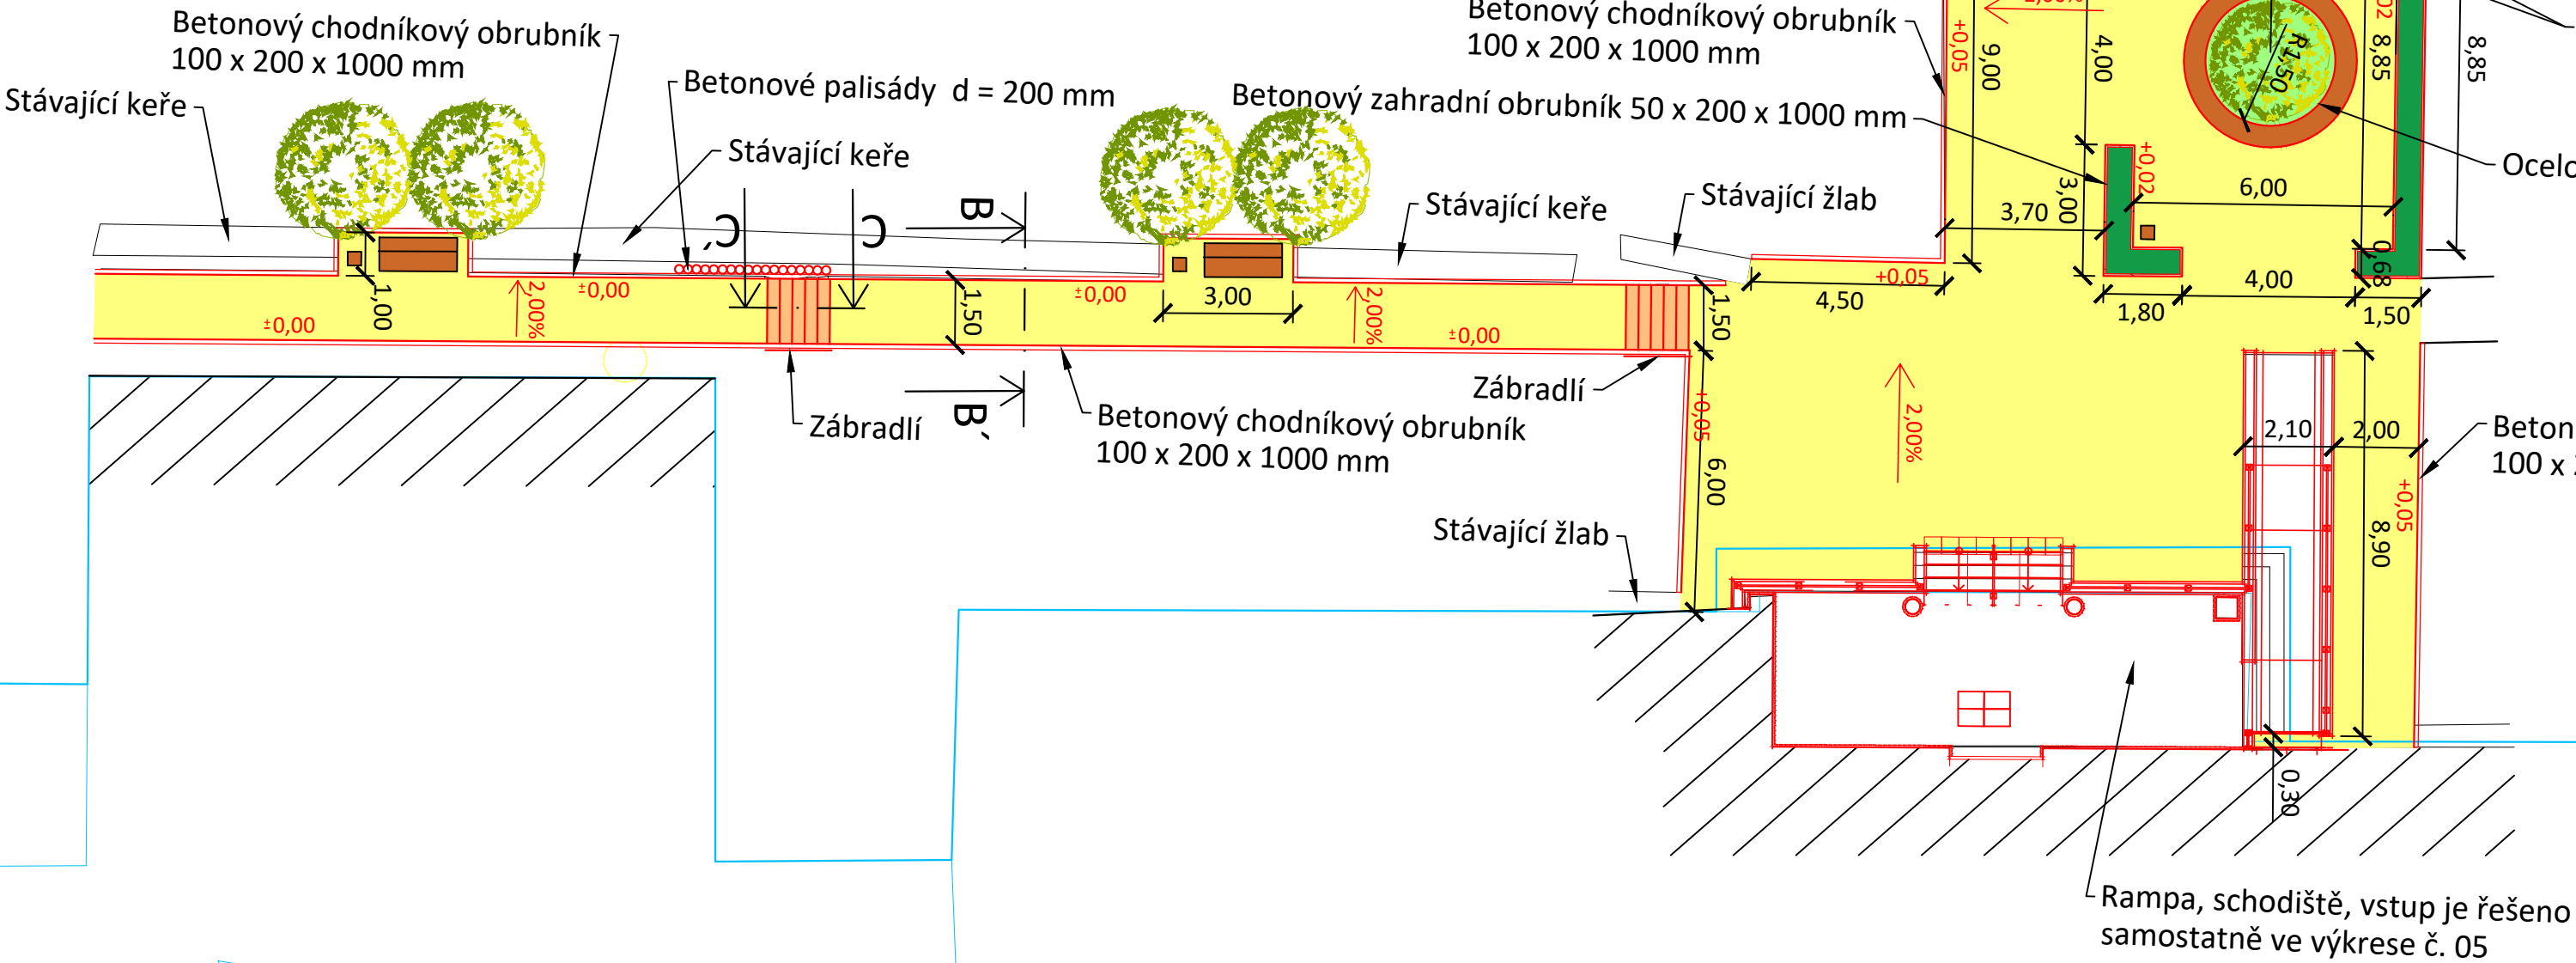 Betonový chodníkový obrubník
100 x 200 x 1000 mm
Stávající keře
Betonové palisády  d = 200 mm
Stávající keře
Betonový chodníkový obrubník
100 x 200 x 1000 mm
Betonový zahradní obrubník 50 x 200 x 1000 mm
Stávající keře
Stávající žlab
C´
C
B
B´
1,00
±0,00
2,00%
±0,00
1,50
±0,00
3,00
2,00%
±0,00
1,50
4,50
+0,05
+0,05
9,00
4,00
3,00
+0,02
3,70
6,00
R1,50
8,85
8,85
0,68
1,80
4,00
1,50
Zábradlí
Zábradlí
Betonový chodníkový obrubník
100 x 200 x 1000 mm
+0,05
6,00
2,00%
2,10
2,00
+0,05
8,90
Stávající žlab
0,30
Rampa, schodiště, vstup je řešeno
samostatně ve výkrese č. 05